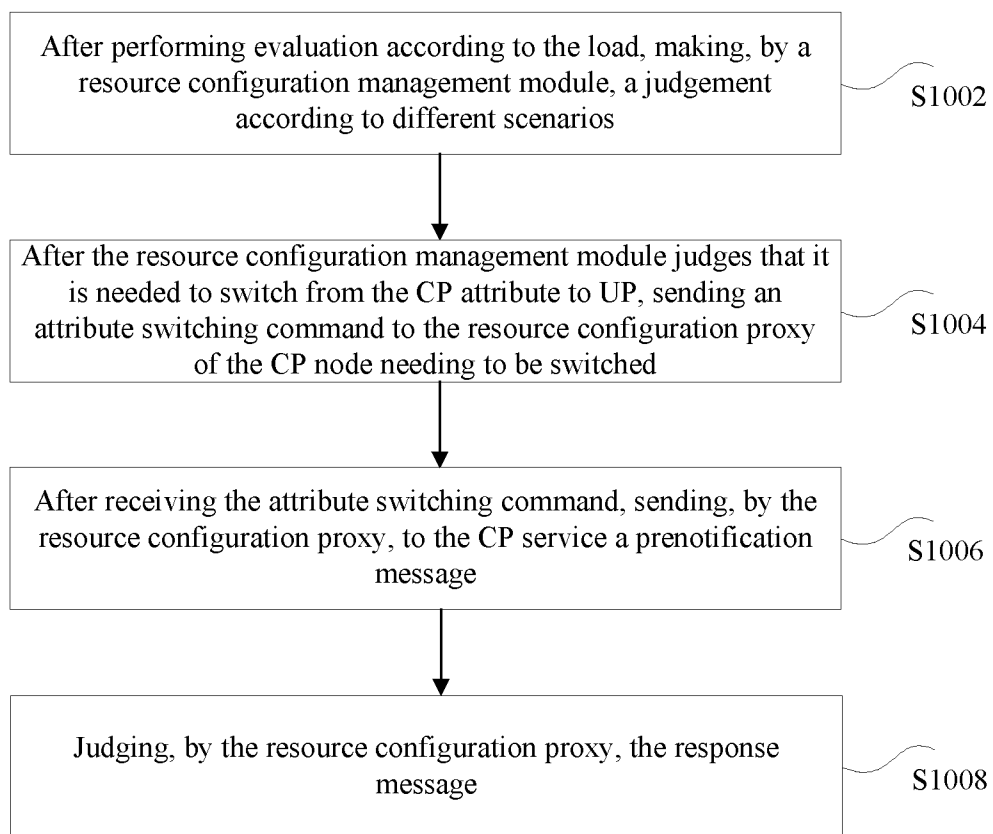 After performing evaluation according to the load, making, by a
resource configuration management module, a judgement
according to different scenarios
S1002
After the resource configuration management module judges that it
is needed to switch from the CP attribute to UP, sending an
attribute switching command to the resource configuration proxy
of the CP node needing to be switched
S1004
After receiving the attribute switching command, sending, by the
resource configuration proxy, to the CP service a prenotification
message
S1006
Judging, by the resource configuration proxy, the response
message
S1008